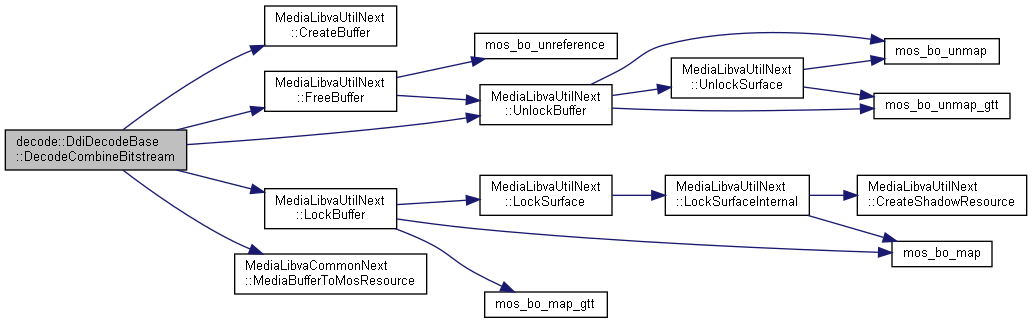 MediaLibvaUtilNext
::CreateBuffer
mos_bo_unreference
mos_bo_unmap
MediaLibvaUtilNext
::FreeBuffer
MediaLibvaUtilNext
::UnlockBuffer
MediaLibvaUtilNext
::UnlockSurface
mos_bo_unmap_gtt
decode::DdiDecodeBase
::DecodeCombineBitstream
MediaLibvaUtilNext
::LockBuffer
MediaLibvaUtilNext
::LockSurface
MediaLibvaUtilNext
::LockSurfaceInternal
MediaLibvaUtilNext
::CreateShadowResource
mos_bo_map
MediaLibvaCommonNext
::MediaBufferToMosResource
mos_bo_map_gtt